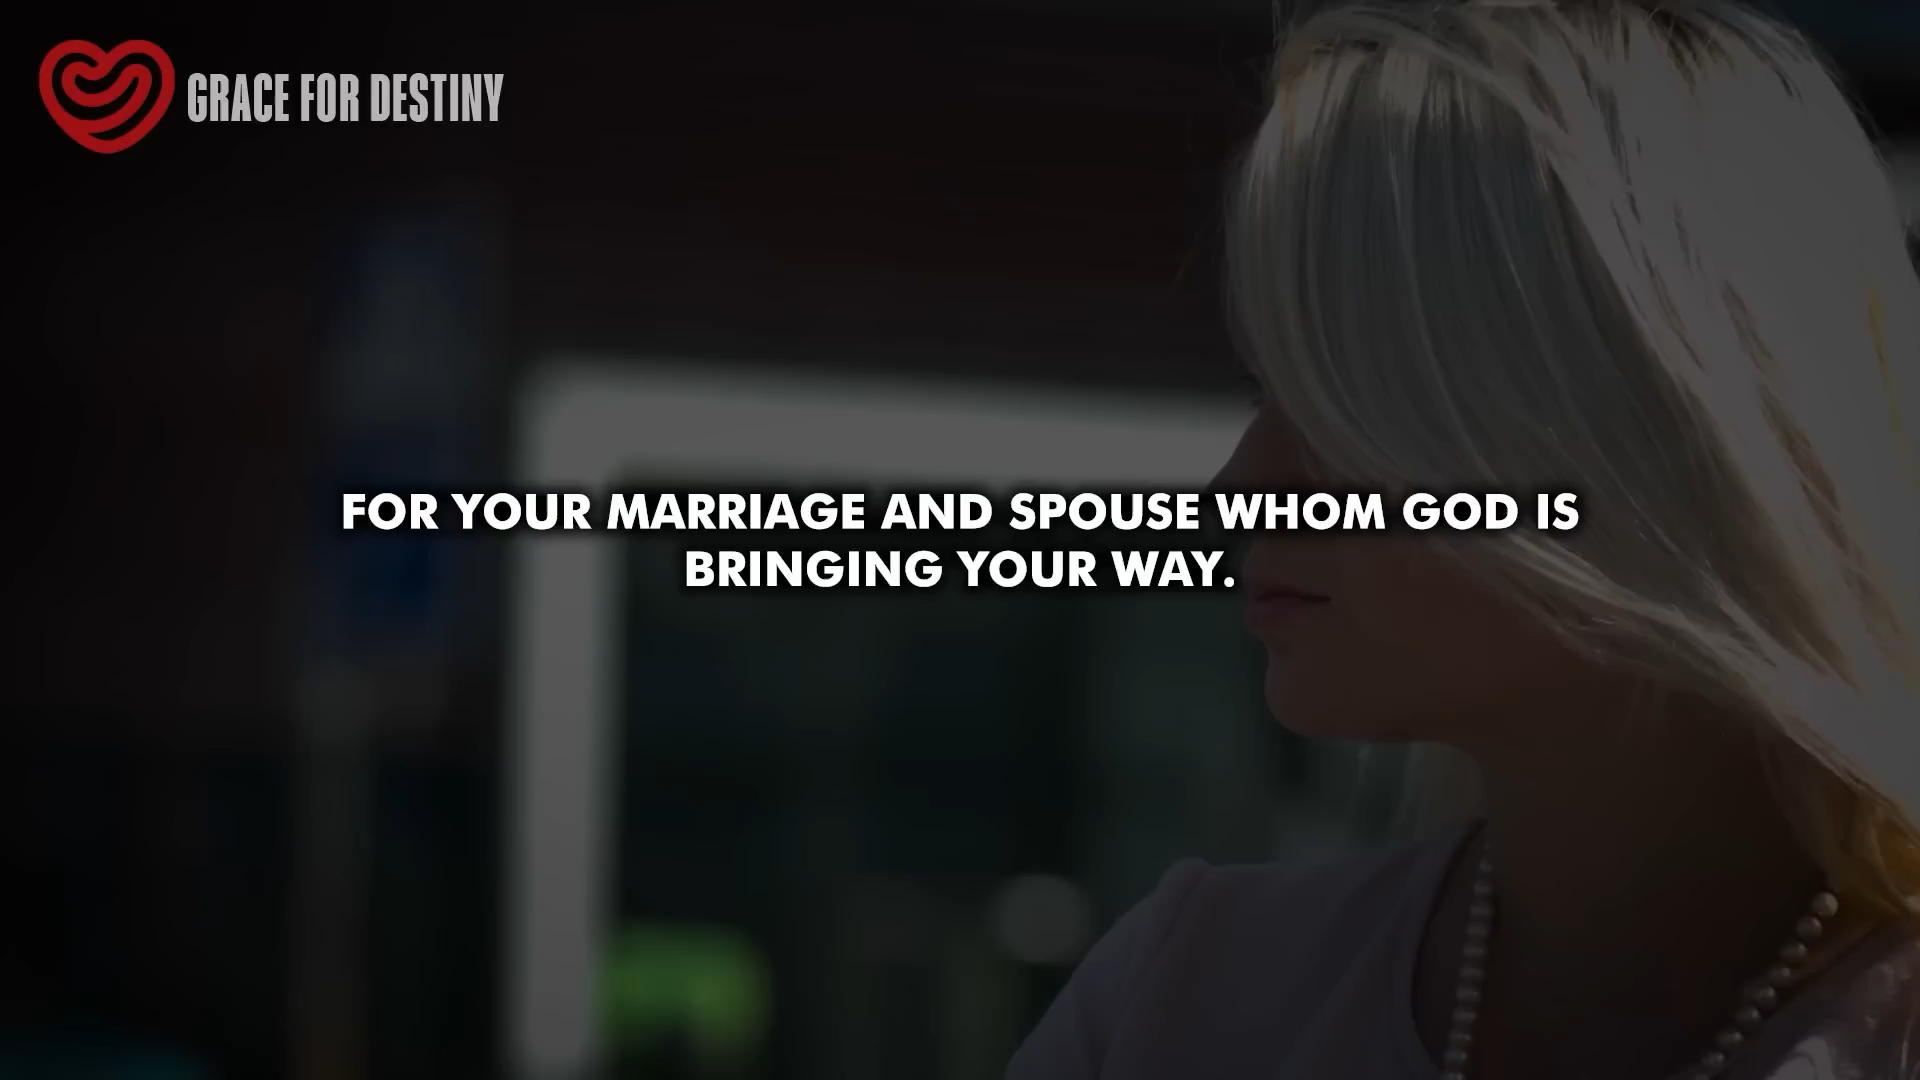 GRACE FOR DESTINY
FOR YOUR MARRIAGE AND SPOUSE WHOM GOD IS
BRINGING YOUR WAY.